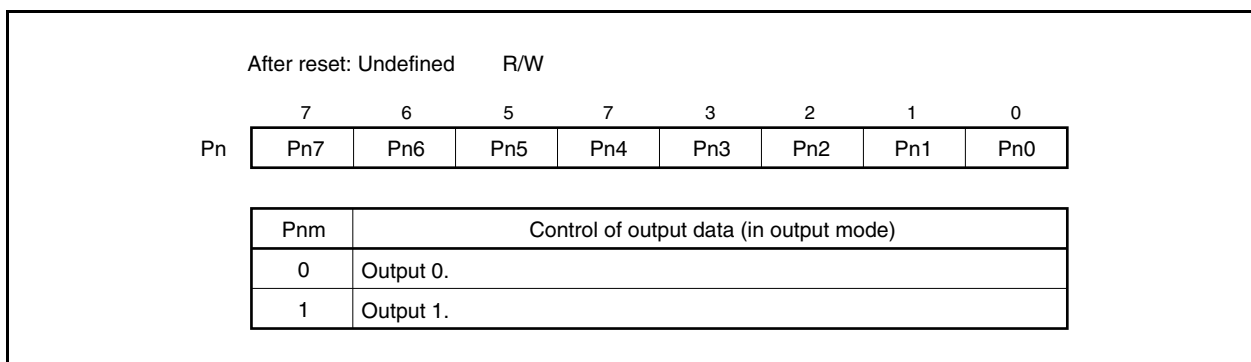 After reset: Undefined R/W
7 6 5 7 3 2 1 0
Pn Pn7 Pn6 Pn5 Pn4 Pn3 Pn2 Pn1 Pn0
Pnm Control of output data (in output mode)
0 Output 0.
1 Output 1.